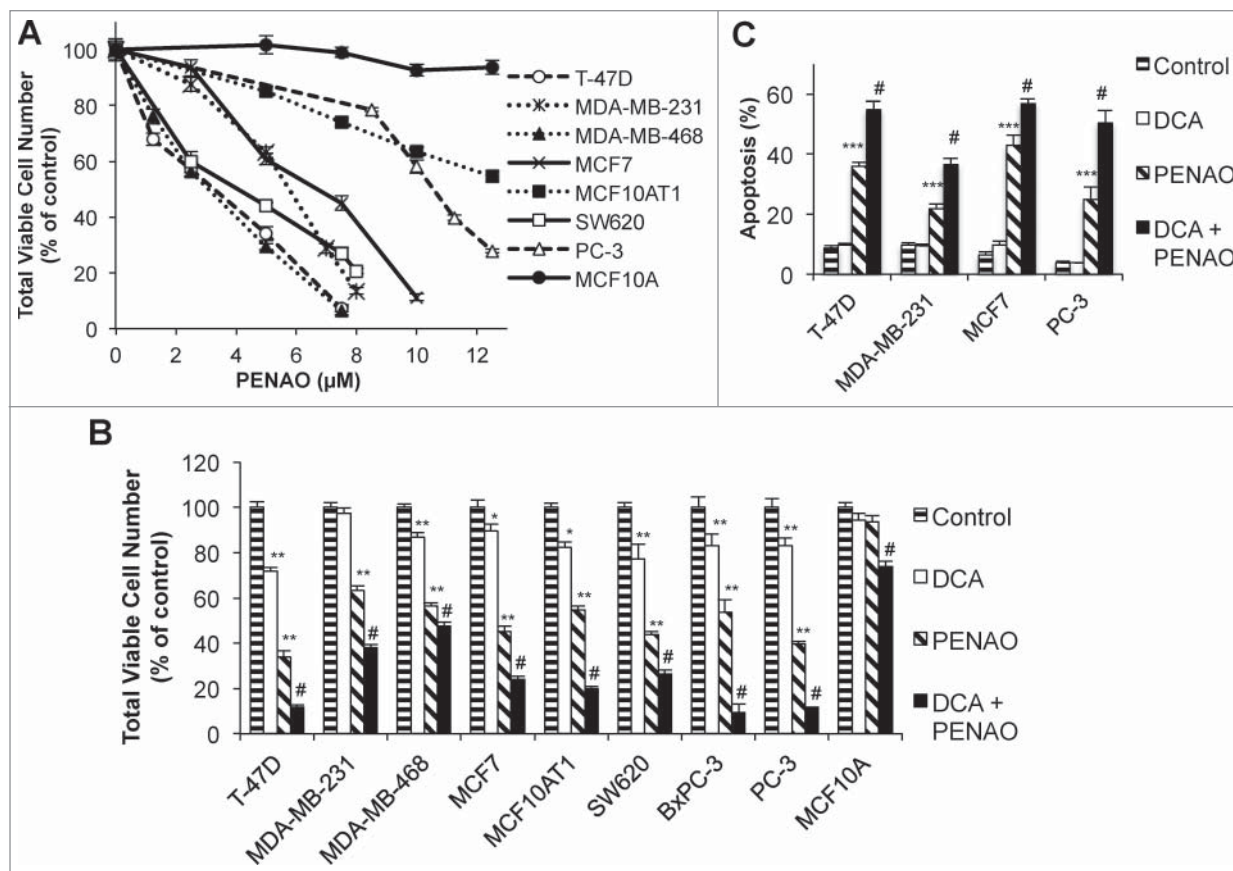 A
Total Viable Cell Number
(% of control)
100
80
60
40
20
0
0 2 4 6 8 10 12
PENAO (µM)
T-47D
MDA-MB-231
MDA-MB-468
MCF7
MCF10AT1
SW620
PC-3
MCF10A
C
Apoptosis (%)
60
40
20
0
***
#
***
#
***
#
***
#
T-47D
MDA-MB-231
MCF7
PC-3
Control
DCA
PENAO
DCA +
PENAO
B
Total Viable Cell Number
(% of control)
120
100
80
60
40
20
0
**
**
#
**
#
**
**
#
*
**
#
*
**
#
**
**
#
**
**
#
**
**
#
#
T-47D
MDA-MB-231
MDA-MB-468
MCF7
MCF10AT1
SW620
BxPC-3
PC-3
MCF10A
Control
DCA
PENAO
DCA +
PENAO